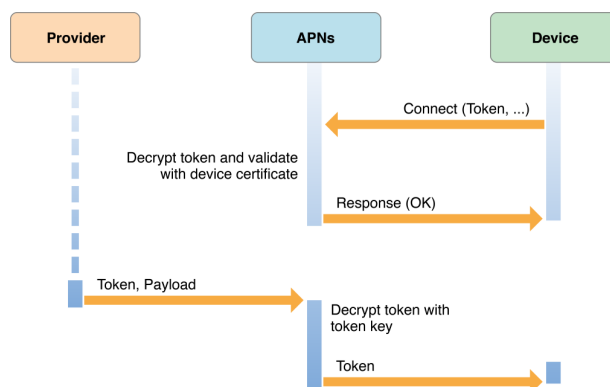 Provider
APNs
Device
Connect (Token, ...)
Decrypt token and validate
with device certificate
Response (OK)
Token, Payload
Decrypt token with
token key
Token